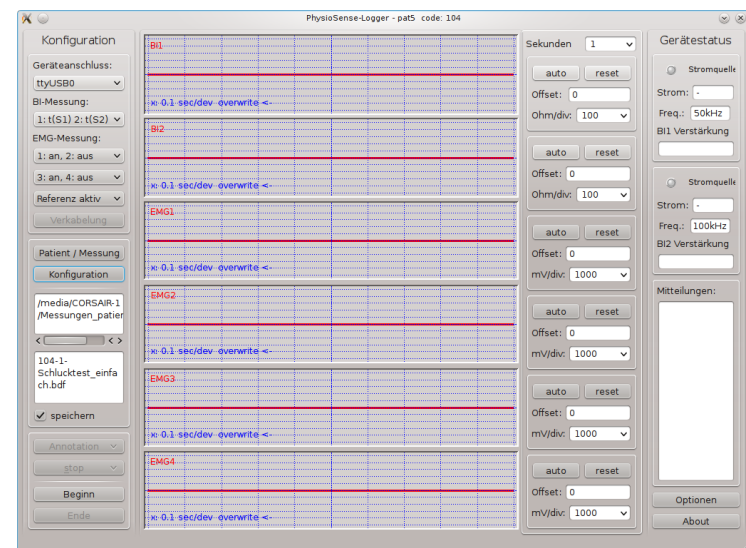 PhysioSense-Logger - pat5 code: 104
Konfiguration
Geräteanschluss:
ttyUSB0
BI-Messung:
1: t(S1) 2: t(S2)
EMG-Messung:
1: an, 2: aus
3: an, 4: aus
Referenz aktiv
Verkabelung
Patient / Messung
Konfiguration
/media/CORSAIR-1
/Messungen_patier
104-1-
Schlucktest_einfa
ch.bdf
speichern
Annotation
stop
Beginn
Ende
BI1
x: 0.1 sec/dev overwrite <-
BI2
x: 0.1 sec/dev overwrite <-
EMG1
x: 0.1 sec/dev overwrite <-
EMG2
x: 0.1 sec/dev overwrite <-
EMG3
x: 0.1 sec/dev overwrite <-
EMG4
x: 0.1 sec/dev overwrite <-
Sekunden 1
auto reset
Offset: 0
Ohm/div: 100
auto reset
Offset: 0
Ohm/div: 100
auto reset
Offset: 0
mV/div: 1000
auto reset
Offset: 0
mV/div: 1000
auto reset
Offset: 0
mV/div: 1000
auto reset
Offset: 0
mV/div: 1000
Gerätestatus
Stromquelle
Strom: -
Freq.: 50kHz
BI1 Verstärkung
Stromquelle
Strom: -
Freq.: 100kHz
BI2 Verstärkung
Mitteilungen:
Optionen
About